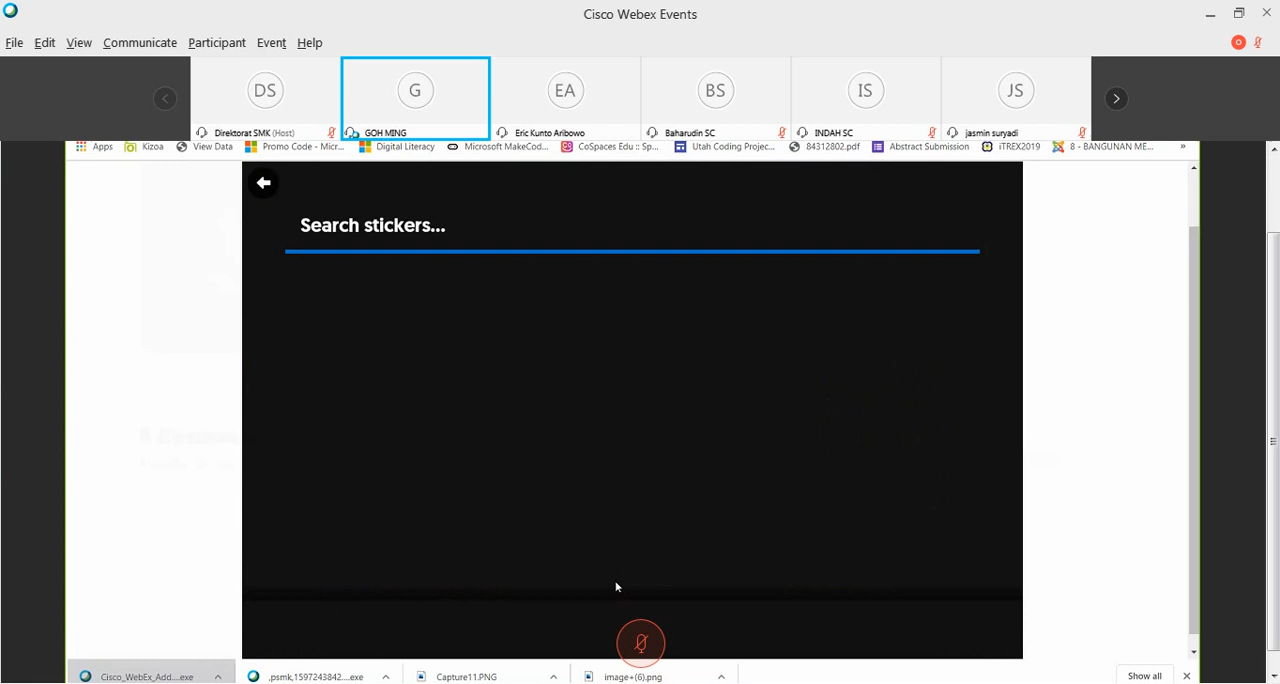 Cisco Webex Events
File Edit View Communicate Participant Event Help
DS G EA BS IS JS
Direktorat SMK (Host) GOH MING Eric Kunto Aribowo Baharudin SC INDAH SC jasmin suryadi
Apps Kizoa View Data Promo Code - Micr... Digital Literacy Microsoft MakeCod... CoSpaces Edu :: Sp... Utah Coding Projec... 84312802.pdf Abstract Submission iTREX2019 8 - BANGUNAN ME... »
Search stickers...
Cisco_WebEx_Add....exe ,psmk,1597243842....exe Capture11.PNG image+(6).png Show all